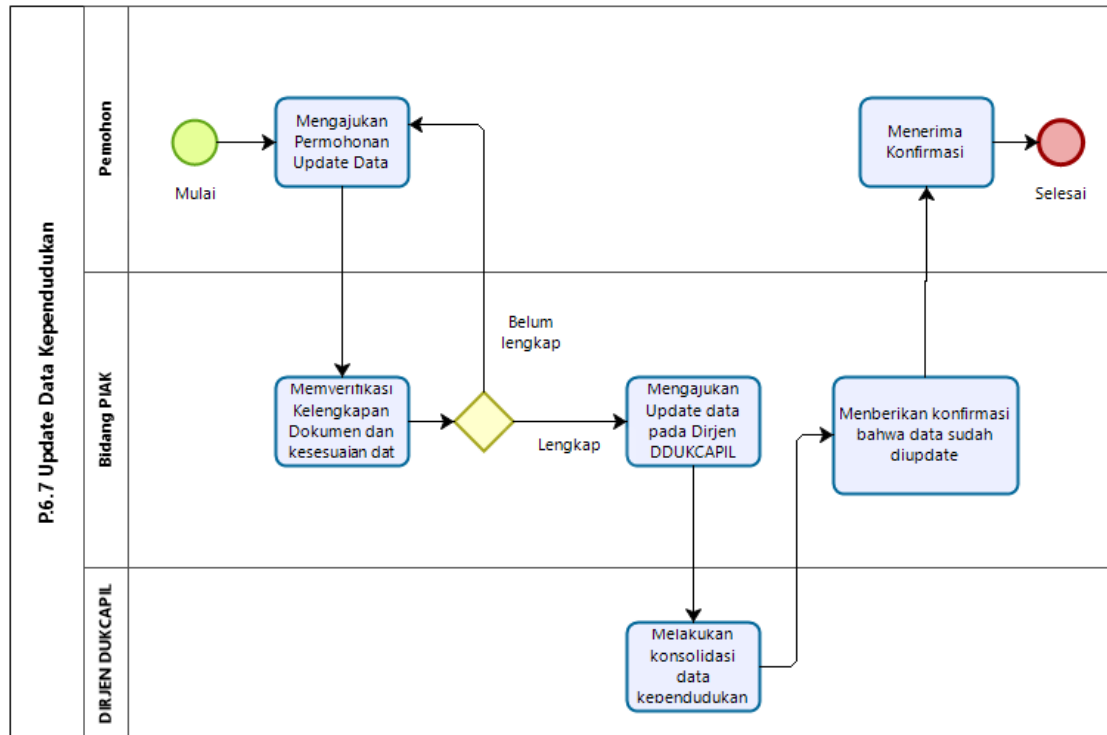 P.6.7 Update Data Kependudukan
Pemohon
Mulai
Mengajukan
Permohonan
Update Data
Menerima
Konfirmasi
Selesai
Bidang PIAK
Memverifikasi
Kelengkapan
Dokumen dan
kesesuaian dat
Belum
lengkap
Lengkap
Mengajukan
Update data
pada Dirjen
DDUKCAPIL
Menberikan konfirmasi
bahwa data sudah
diupdate
DIRJEN DUKCAPIL
Melakukan
konsolidasi
data
kependudukan